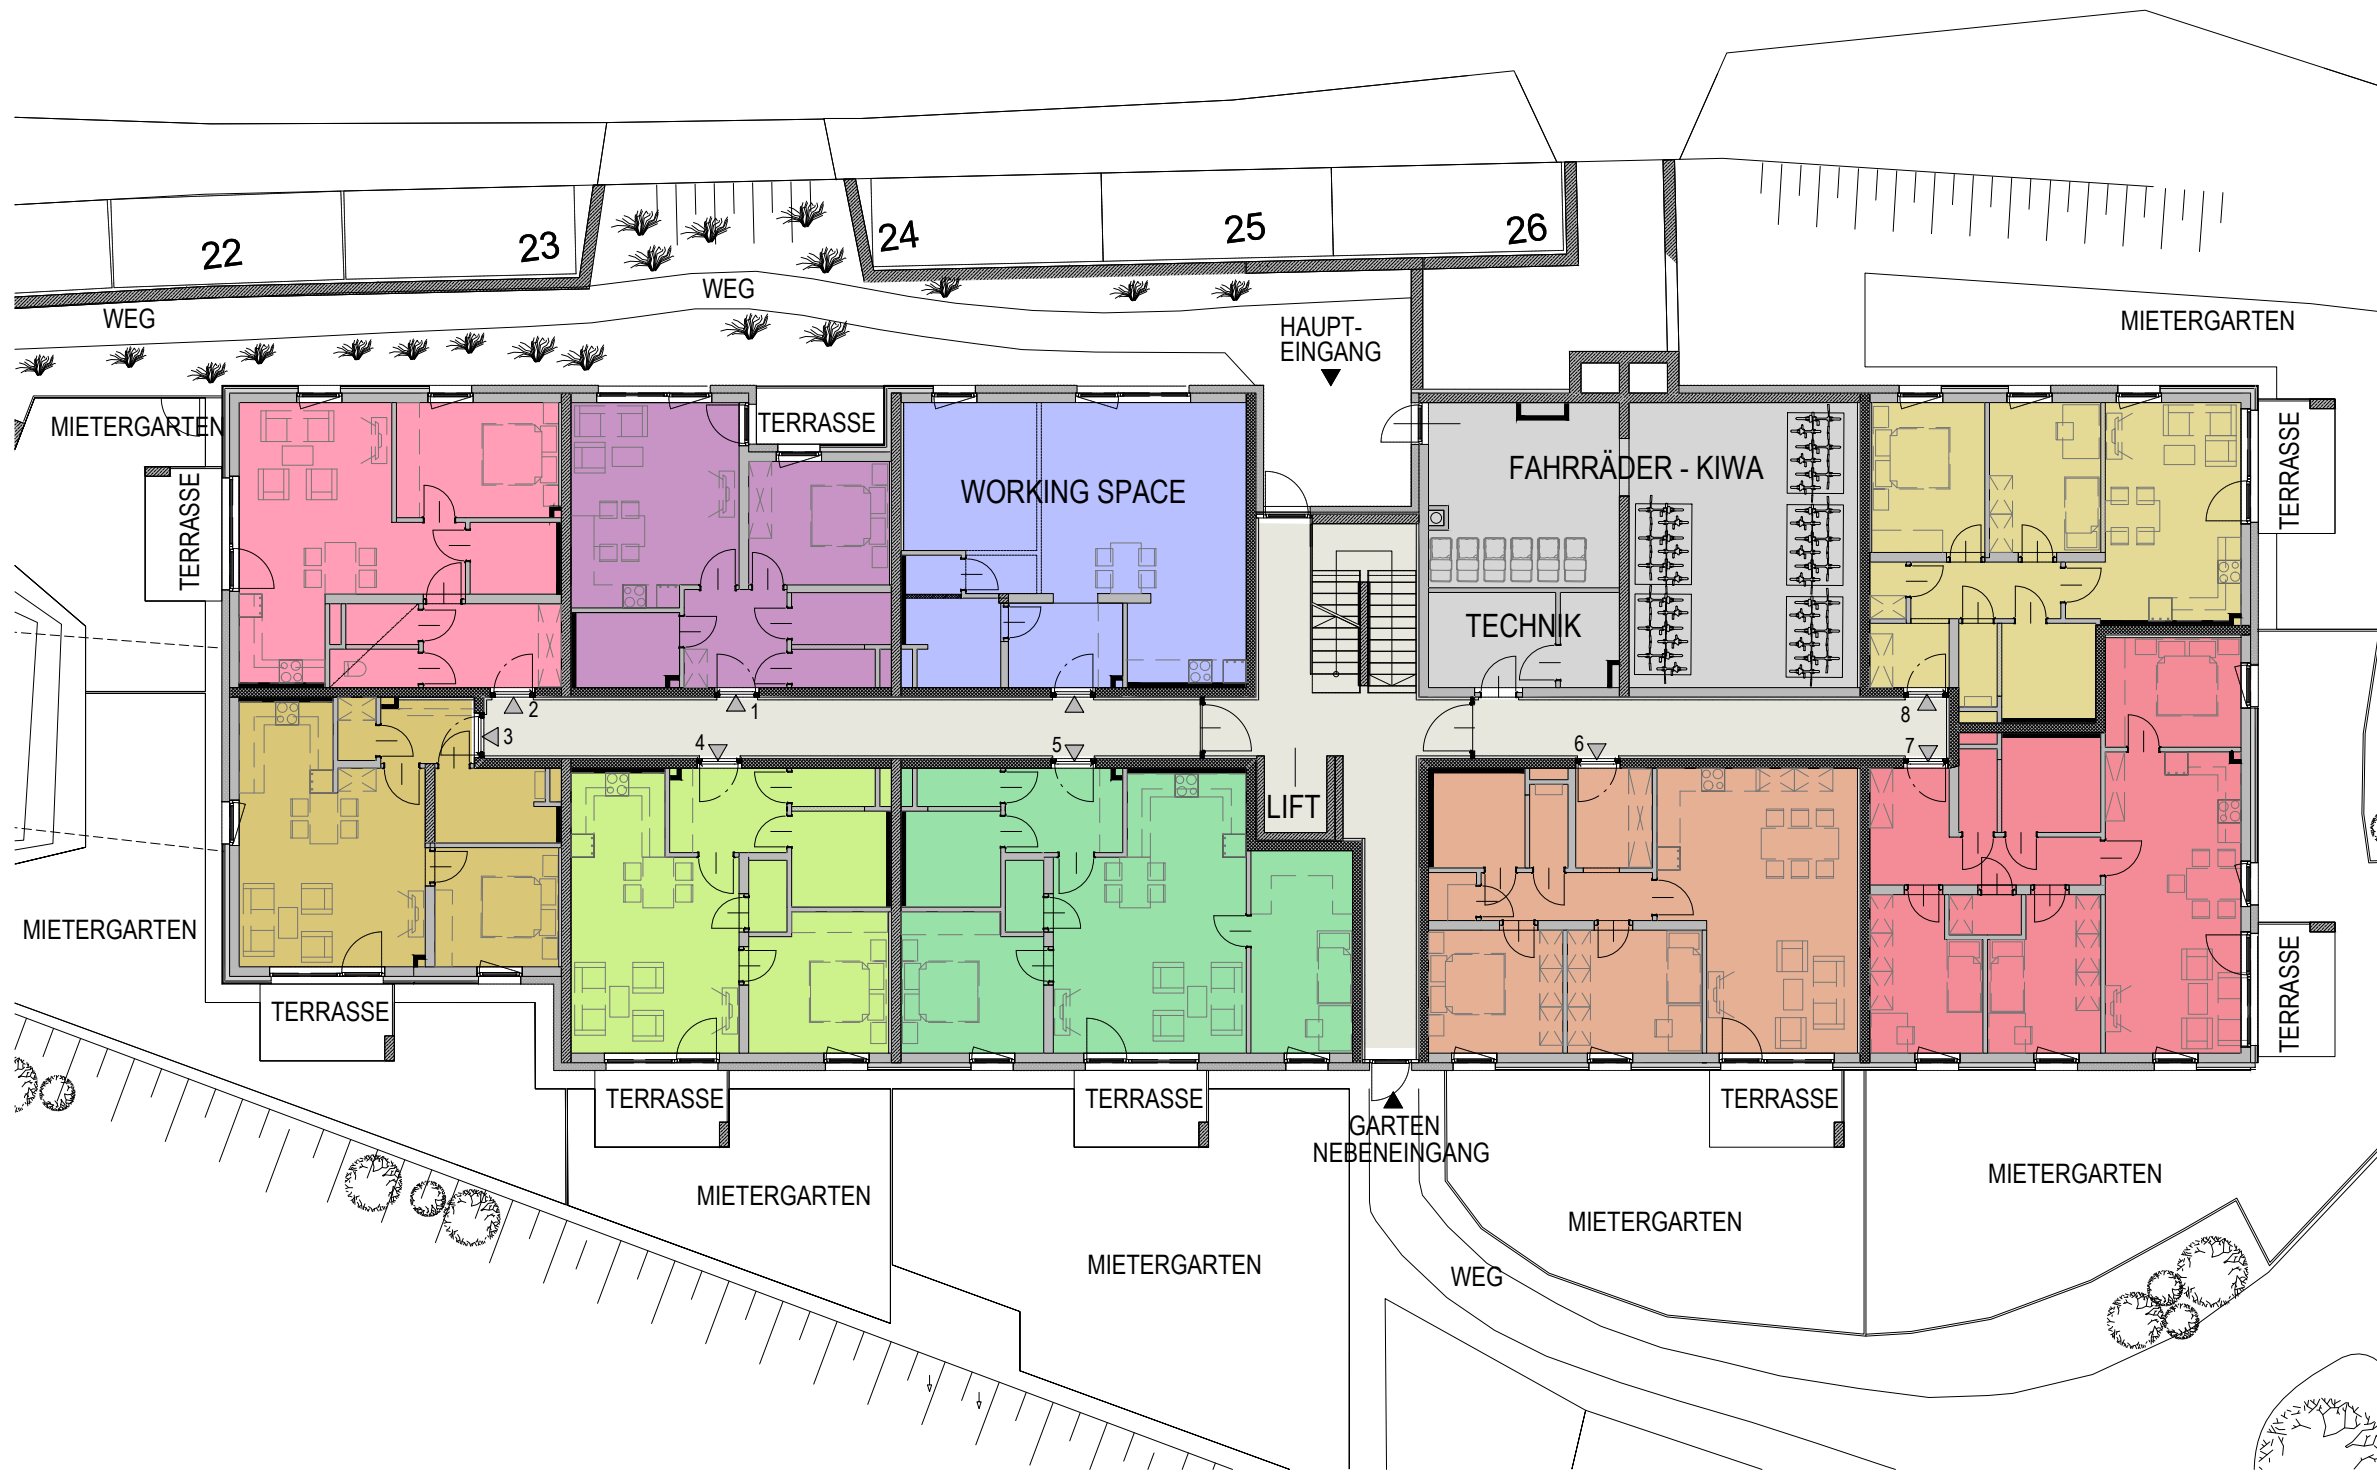 22
23
24
25
26
WEG
WEG
HAUPT-
EINGANG
MIETERGARTEN
MIETERGARTEN
TERRASSE
TERRASSE
TERRASSE
WORKING SPACE
FAHRRÄDER - KIWA
TECHNIK
2
1
3
4
5
6
7
8
LIFT
MIETERGARTEN
TERRASSE
TERRASSE
TERRASSE
TERRASSE
TERRASSE
GARTEN
NEBENEINGANG
MIETERGARTEN
MIETERGARTEN
MIETERGARTEN
MIETERGARTEN
WEG